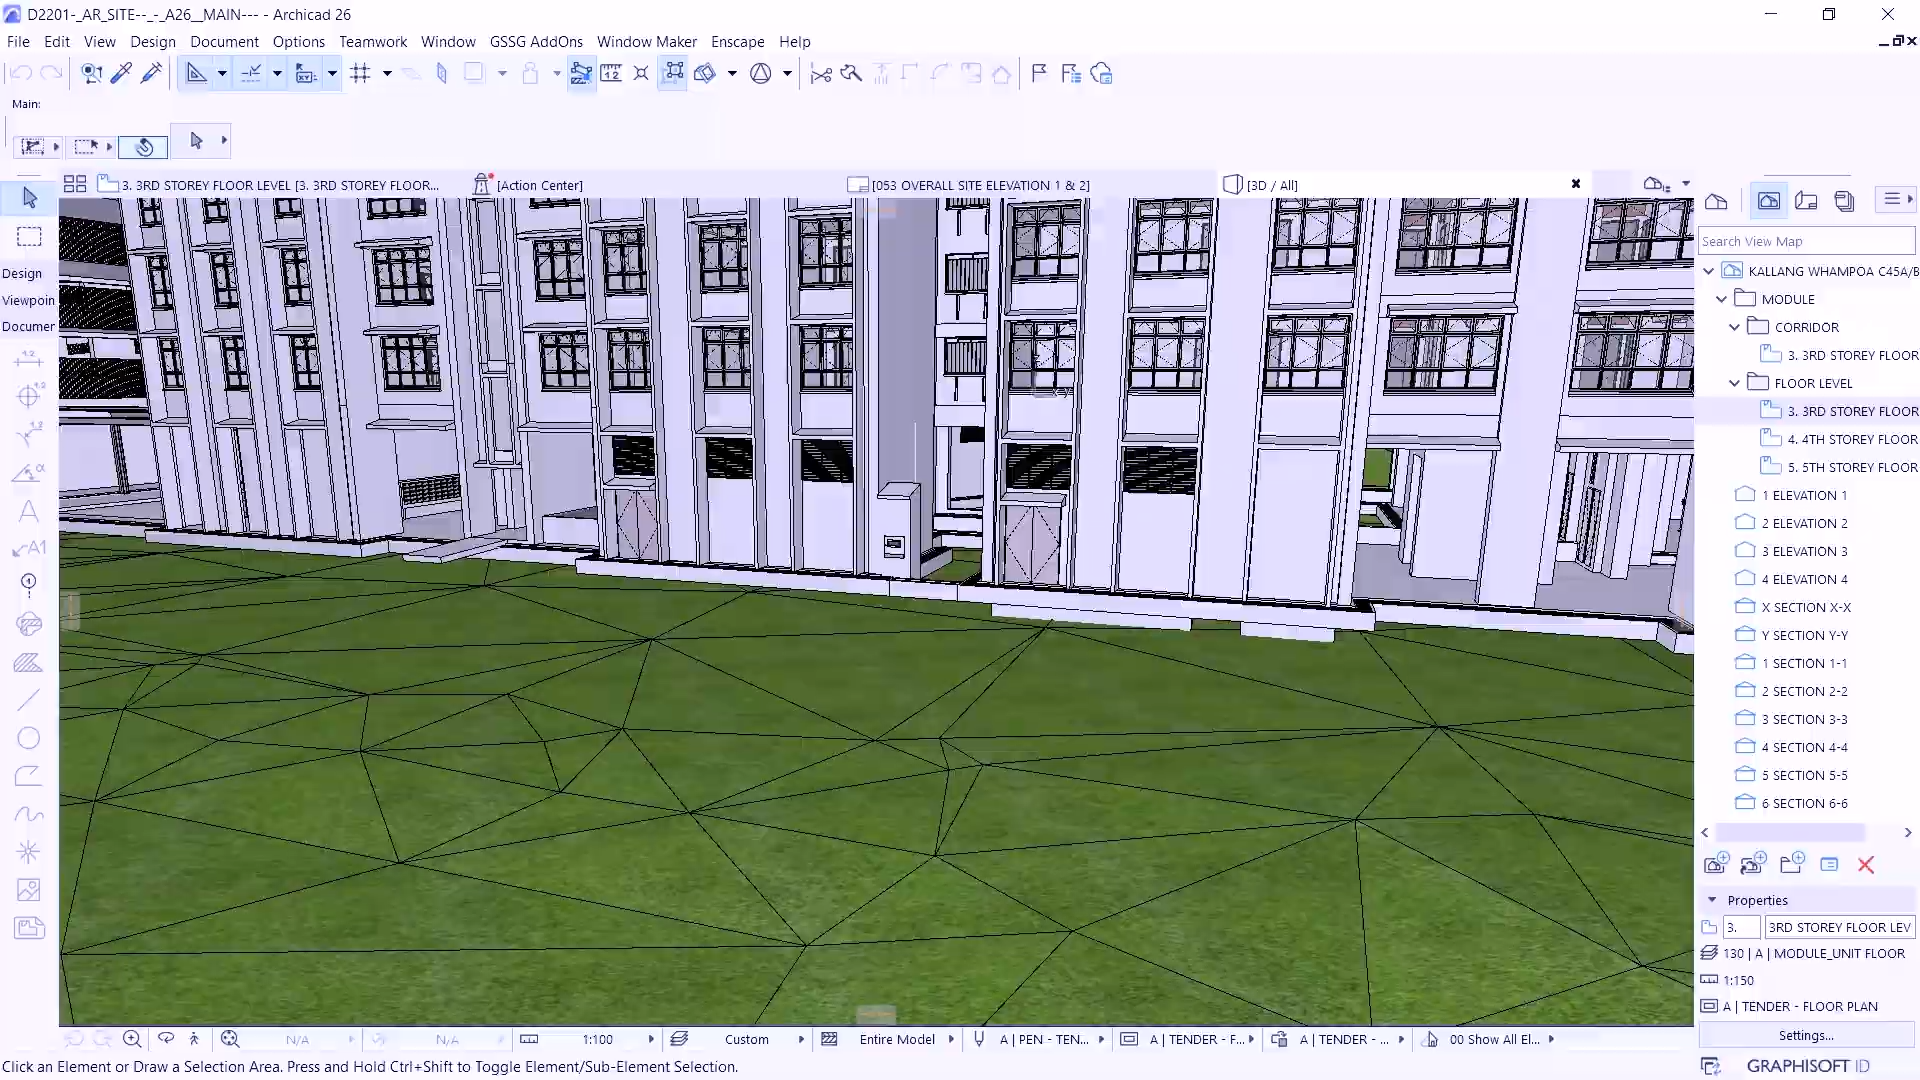 D2201-_AR_SITE--_-_A26__MAIN--- - Archicad 26
File Edit View Design Document Options Teamwork Window GSSG AddOns Window Maker Enscape Help
Main:
3. 3RD STOREY FLOOR LEVEL [3. 3RD STOREY FLOOR...
[Action Center]
[053 OVERALL SITE ELEVATION 1 & 2]
[3D / All]
Design
Viewpoin
Documen
Search View Map
KALLANG WHAMPOA C45A/B
MODULE
CORRIDOR
3. 3RD STOREY FLOOR
FLOOR LEVEL
3. 3RD STOREY FLOOR
4. 4TH STOREY FLOOR
5. 5TH STOREY FLOOR
1 ELEVATION 1
2 ELEVATION 2
3 ELEVATION 3
4 ELEVATION 4
X SECTION X-X
Y SECTION Y-Y
1 SECTION 1-1
2 SECTION 2-2
3 SECTION 3-3
4 SECTION 4-4
5 SECTION 5-5
6 SECTION 6-6
Properties
3. 3RD STOREY FLOOR LEV
130 | A | MODULE_UNIT FLOOR
1:150
A | TENDER - FLOOR PLAN
Settings...
N/A N/A 1:100 Custom Entire Model A | PEN - TEN... A | TENDER - F... A | TENDER - ... 00 Show All El...
Click an Element or Draw a Selection Area. Press and Hold Ctrl+Shift to Toggle Element/Sub-Element Selection.
GRAPHISOFT ID